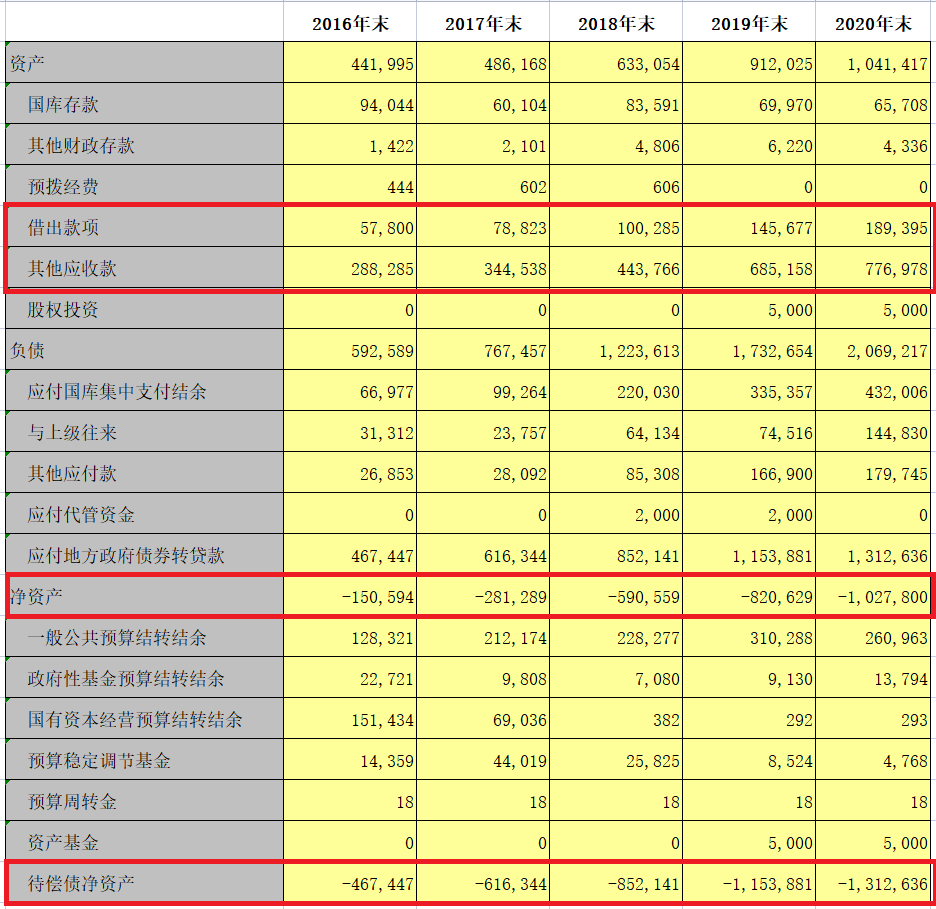 2016年末 2017年末 2018年末 2019年末 2020年末
资产 441,995 486,168 633,054 912,025 1,041,417
国库存款 94,044 60,104 83,591 69,970 65,708
其他财政存款 1,422 2,101 4,806 6,220 4,336
预拨经费 444 602 606 0 0
借出款项 57,800 78,823 100,285 145,677 189,395
其他应收款 288,285 344,538 443,766 685,158 776,978
股权投资 0 0 0 5,000 5,000
负债 592,589 767,457 1,223,613 1,732,654 2,069,217
应付国库集中支付结余 66,977 99,264 220,030 335,357 432,006
与上级往来 31,312 23,757 64,134 74,516 144,830
其他应付款 26,853 28,092 85,308 166,900 179,745
应付代管资金 0 0 2,000 2,000 0
应付地方政府债券转贷款 467,447 616,344 852,141 1,153,881 1,312,636
净资产 -150,594 -281,289 -590,559 -820,629 -1,027,800
一般公共预算结转结余 128,321 212,174 228,277 310,288 260,963
政府性基金预算结转结余 22,721 9,808 7,080 9,130 13,794
国有资本经营预算结转结余 151,434 69,036 382 292 293
预算稳定调节基金 14,359 44,019 25,825 8,524 4,768
预算周转金 18 18 18 18 18
资产基金 0 0 0 5,000 5,000
待偿债净资产 -467,447 -616,344 -852,141 -1,153,881 -1,312,636